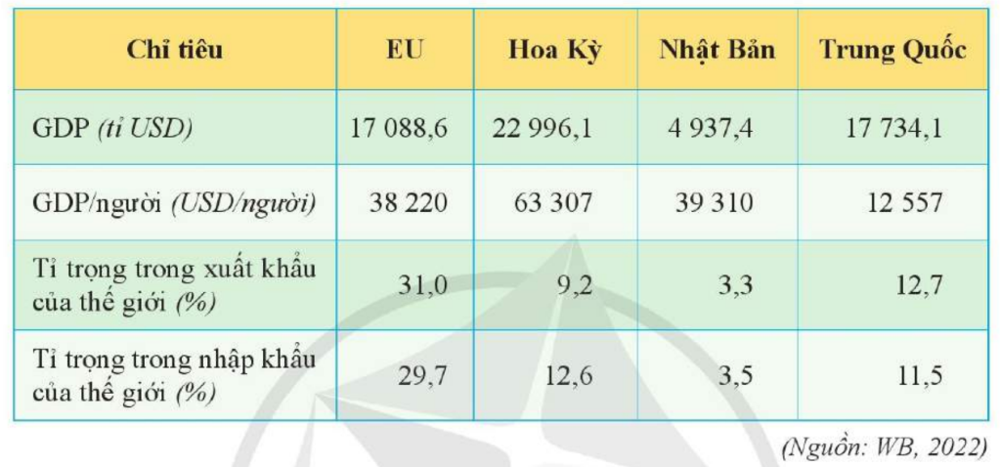 Chỉ tiêu EU Hoa Kỳ Nhật Bản Trung Quốc
GDP (tỉ USD) 17 088,6 22 996,1 4 937,4 17 734,1
GDP/người (USD/người) 38 220 63 307 39 310 12 557
Tỉ trọng trong xuất khẩu
của thế giới (%) 31,0 9,2 3,3 12,7
Tỉ trọng trong nhập khẩu
của thế giới (%) 29,7 12,6 3,5 11,5
(Nguồn: WB, 2022)